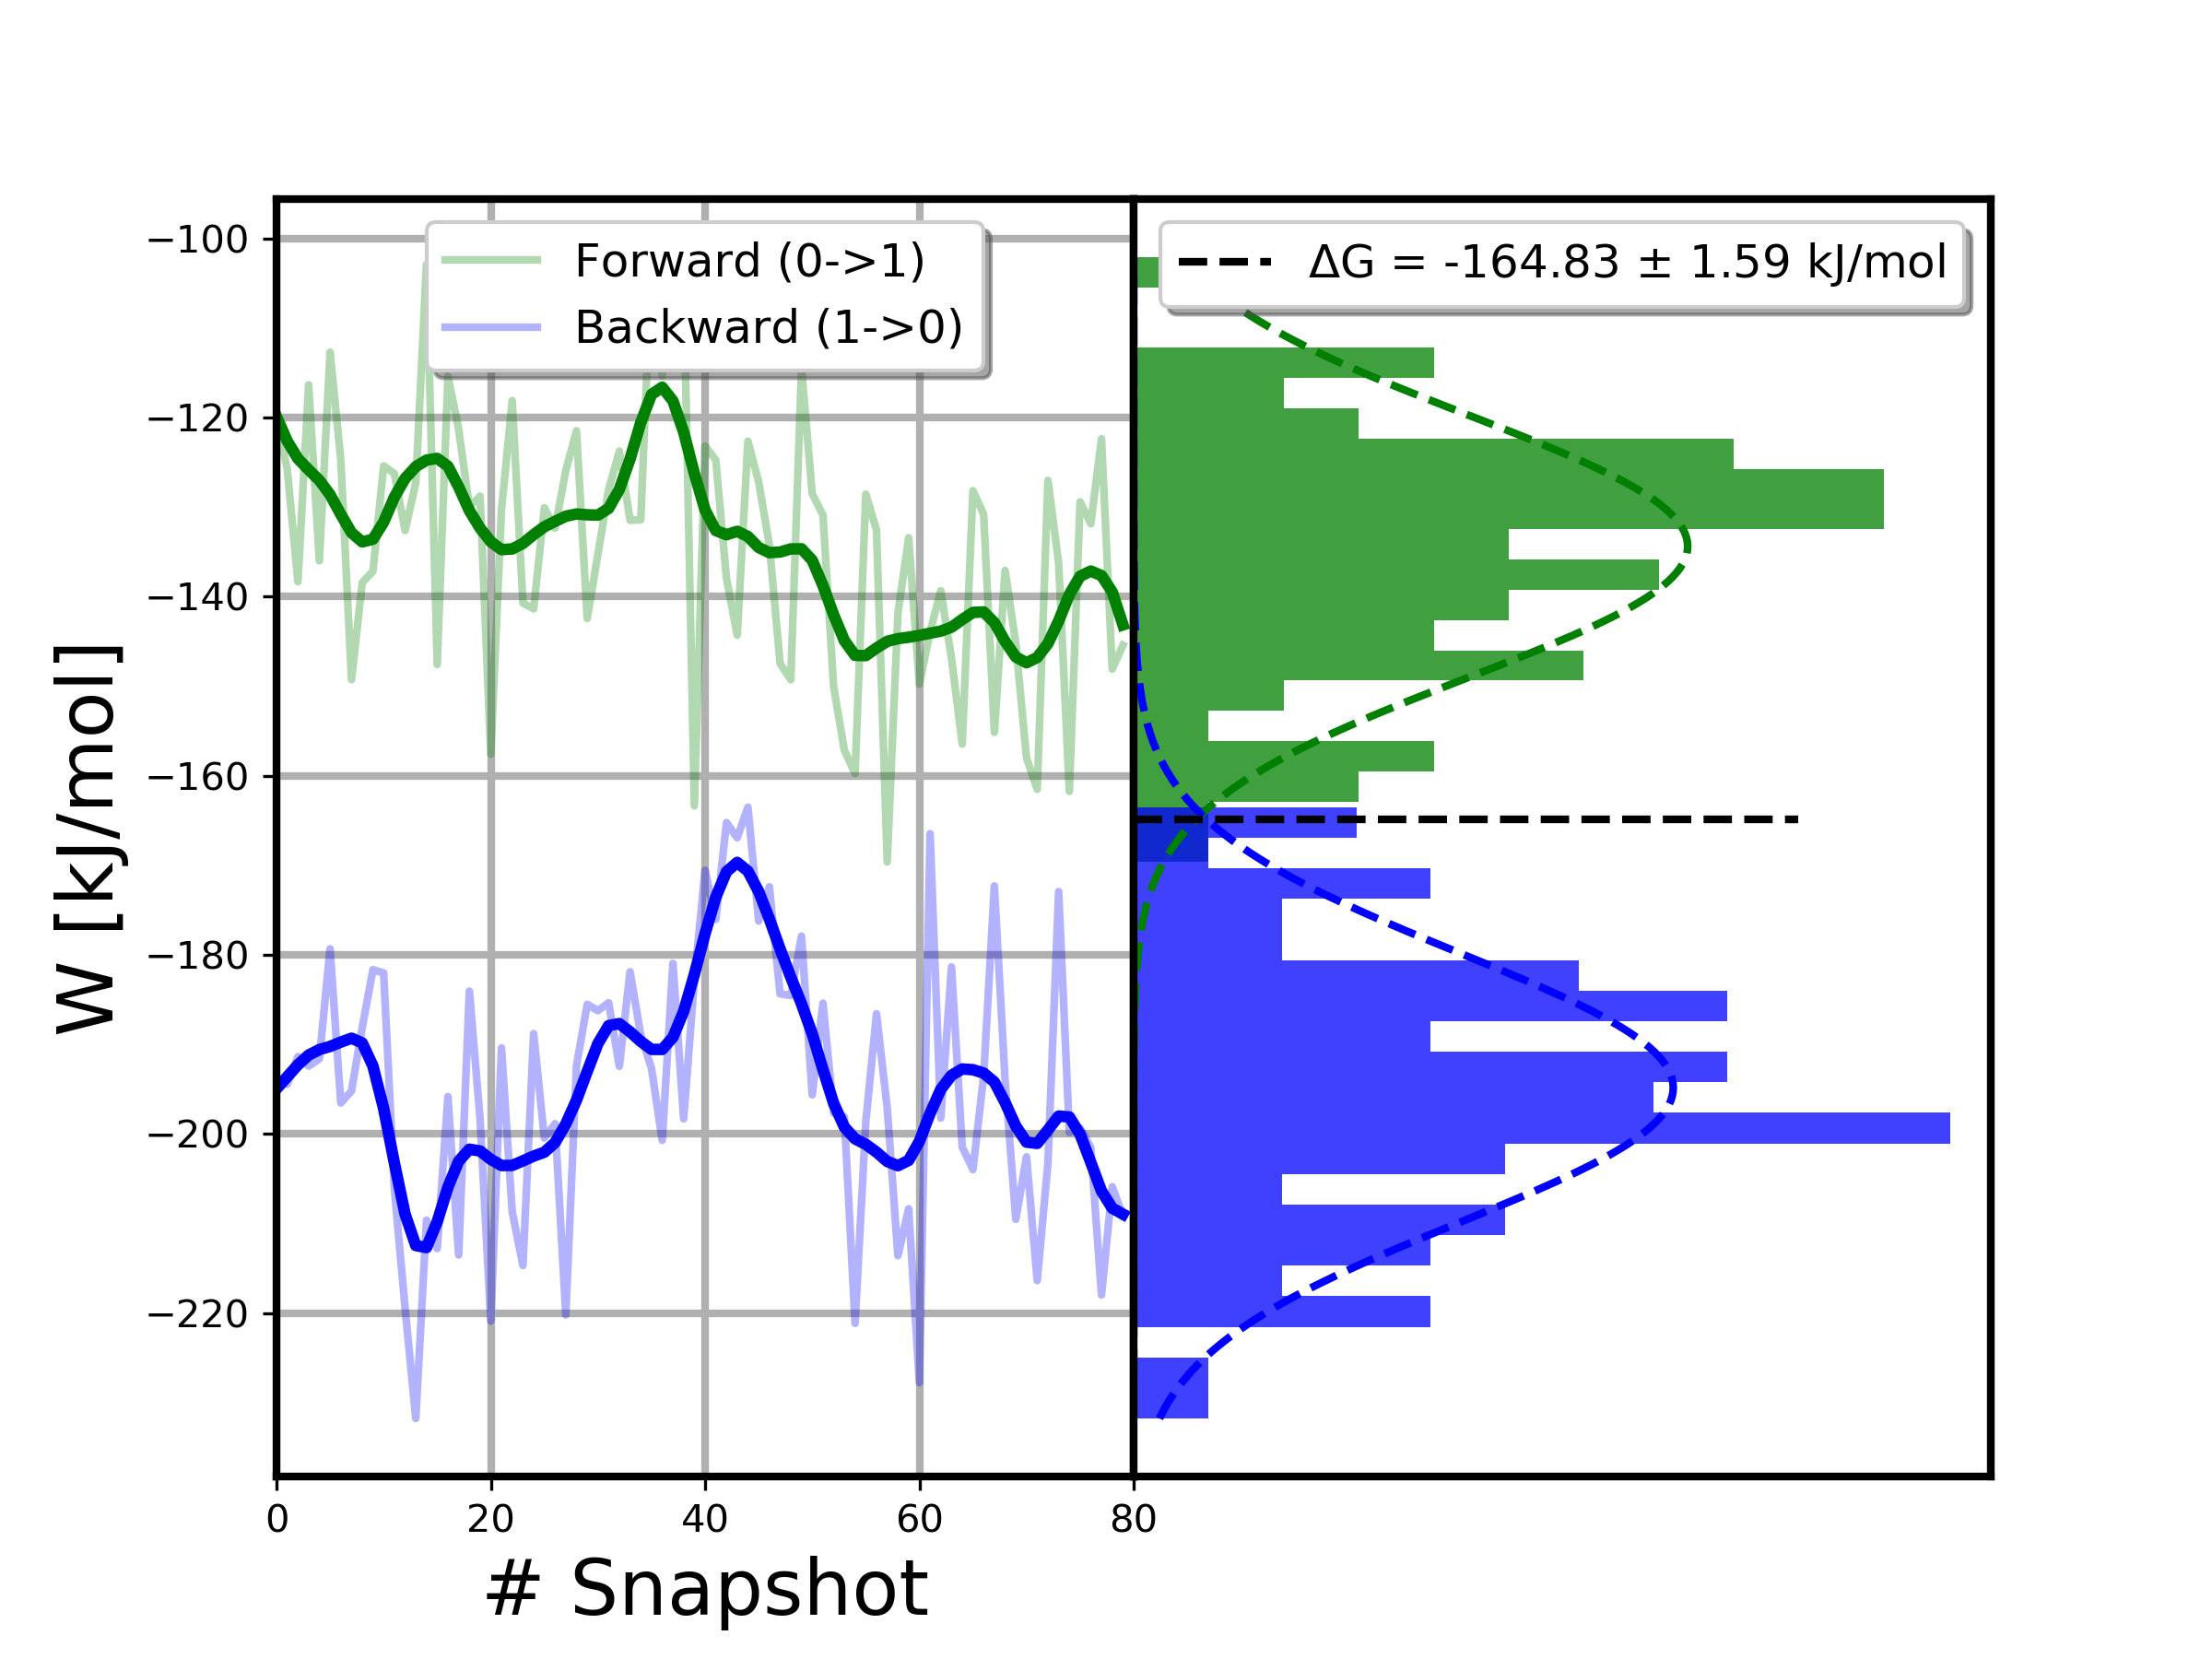 Forward (0->1)
Backward (1->0)
ΔG = -164.83 ± 1.59 kJ/mol
W [kJ/mol]
−100
−120
−140
−160
−180
−200
−220
0 20 40 60 80
# Snapshot